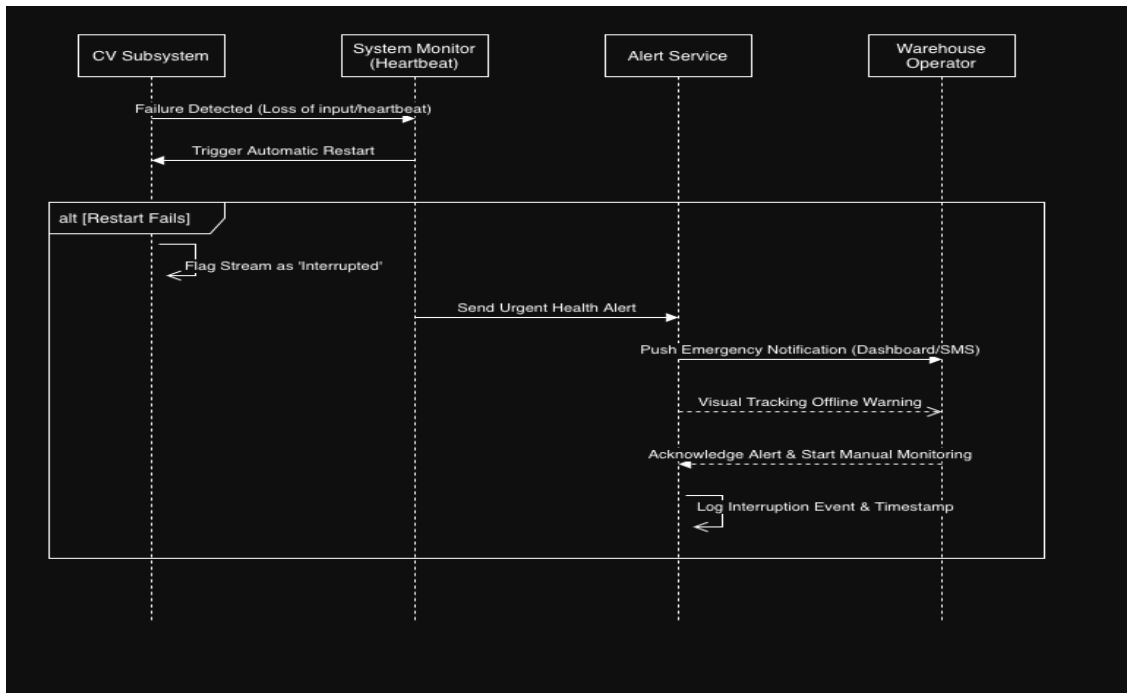 CV Subsystem
System Monitor
(Heartbeat)
Alert Service
Warehouse
Operator
Failure Detected (Loss of input/heartbeat)
Trigger Automatic Restart
alt [Restart Fails]
Flag Stream as 'Interrupted'
Send Urgent Health Alert
Push Emergency Notification (Dashboard/SMS)
Visual Tracking Offline Warning
Acknowledge Alert & Start Manual Monitoring
Log Interruption Event & Timestamp